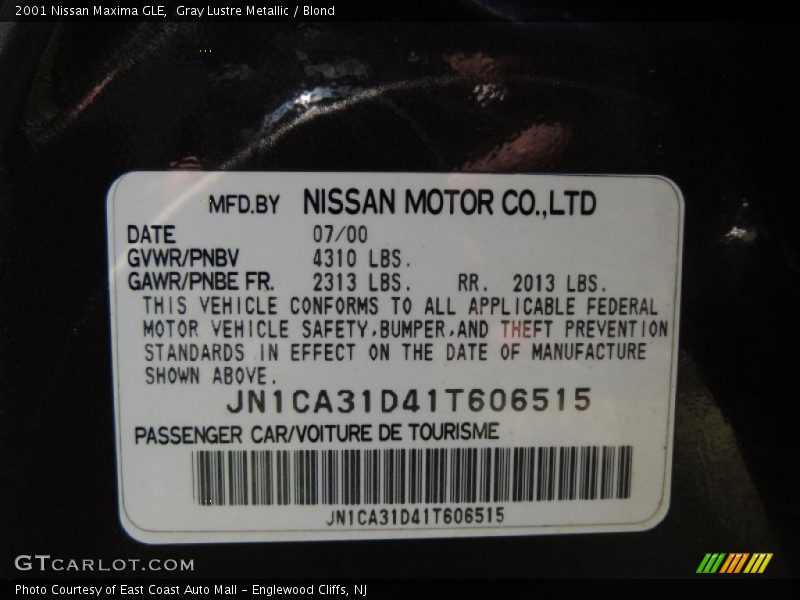 2001 Nissan Maxima GLE,  Gray Lustre Metallic / Blond
MFD.BY NISSAN MOTOR CO.,LTD
DATE 07/00
GVWR/PNBV 4310 LBS.
GAWR/PNBE FR. 2313 LBS. RR. 2013 LBS.
THIS VEHICLE CONFORMS TO ALL APPLICABLE FEDERAL
MOTOR VEHICLE SAFETY,BUMPER,AND THEFT PREVENTION
STANDARDS IN EFFECT ON THE DATE OF MANUFACTURE
SHOWN ABOVE.
JN1CA31D41T606515
PASSENGER CAR/VOITURE DE TOURISME
JN1CA31D41T606515
GTCARLOT.COM
Photo Courtesy of East Coast Auto Mall - Englewood Cliffs, NJ